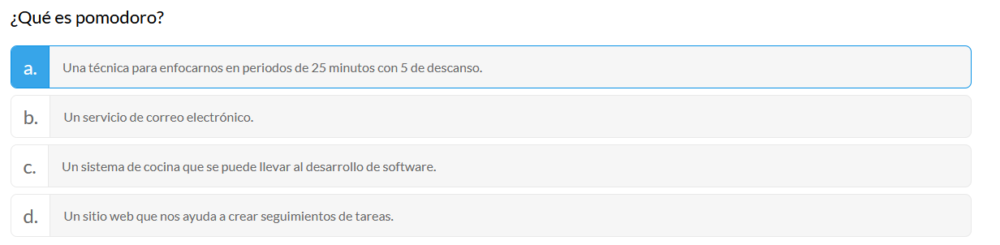 ¿Qué es pomodoro?
a. Una técnica para enfocarnos en periodos de 25 minutos con 5 de descanso.
b. Un servicio de correo electrónico.
c. Un sistema de cocina que se puede llevar al desarrollo de software.
d. Un sitio web que nos ayuda a crear seguimientos de tareas.